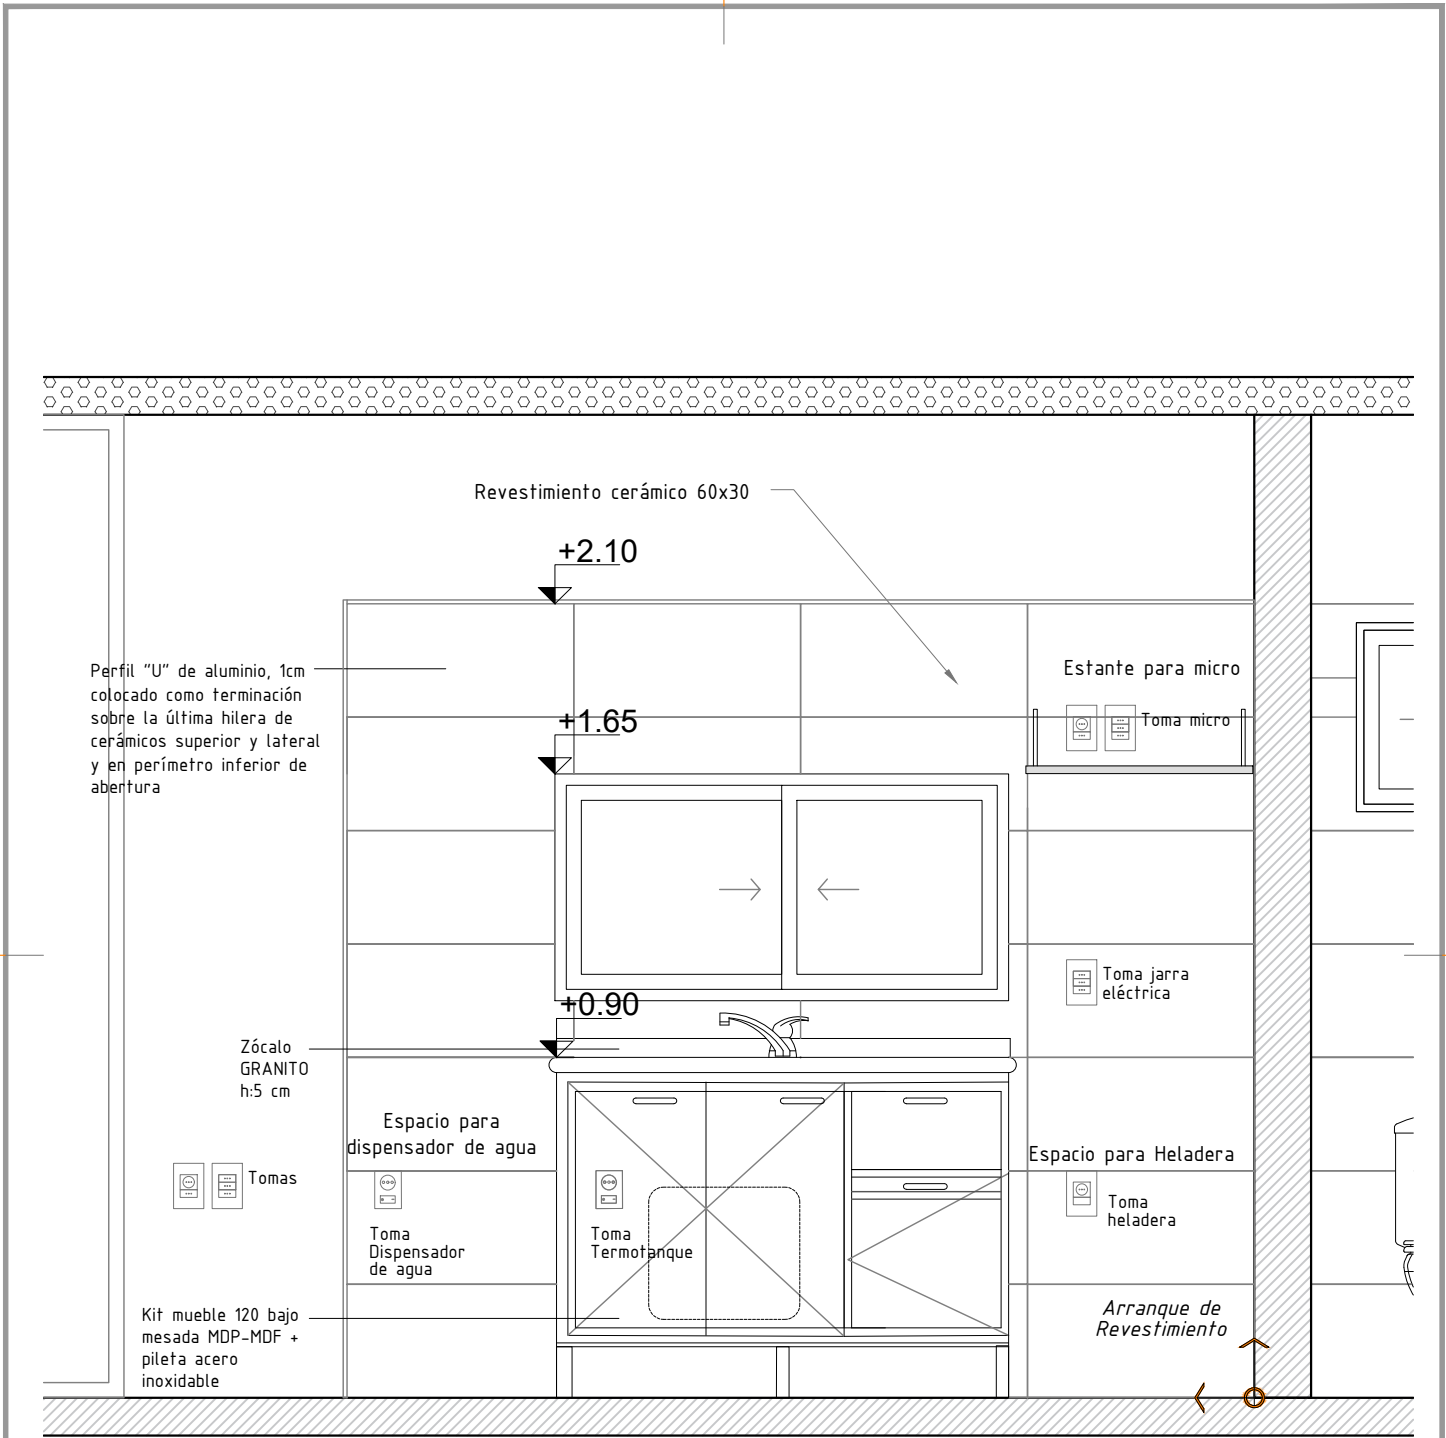 Revestimiento cerámico 60x30
+2.10
Perfil "U" de aluminio, 1cm
colocado como terminación
sobre la última hilera de
cerámicos superior y lateral
y en perímetro inferior de
abertura
Estante para micro
+1.65
Toma micro
Toma jarra
eléctrica
+0.90
Zócalo
GRANITO
h:5 cm
Espacio para
dispensador de agua
Espacio para Heladera
Tomas
Toma
Dispensador
de agua
Toma
Termotanque
Toma
heladera
Kit mueble 120 bajo
mesada MDP-MDF +
pileta acero
inoxidable
Arranque de
Revestimiento